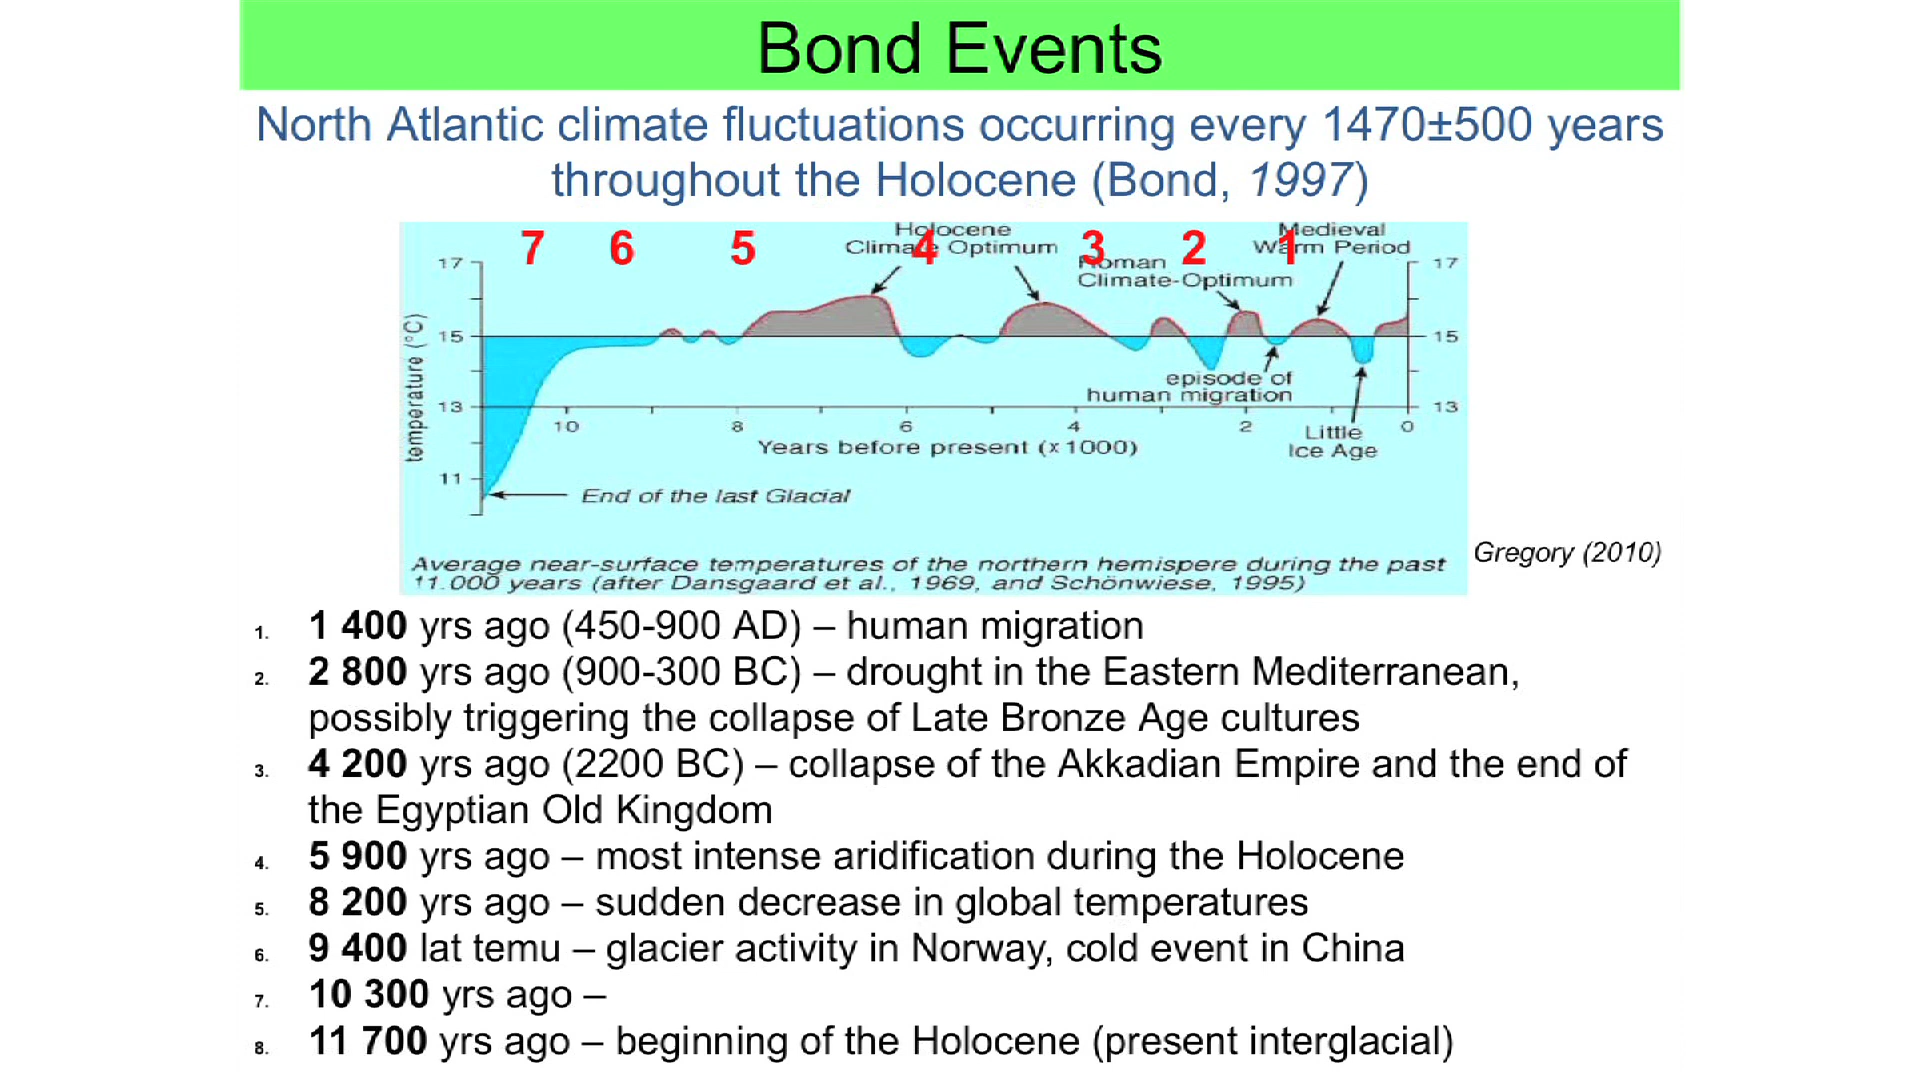 Bond Events
North Atlantic climate fluctuations occurring every 1470±500 years
throughout the Holocene (Bond, 1997)
7 6 5 4 3 2 1
Holocene
Climate Optimum
Medieval
Warm Period
Roman
Climate-Optimum
17
15
13
11
temperature (°C)
17
15
13
episode of
human migration
10 8 6 4 2 0
Years before present (x 1000)
Little
Ice Age
End of the last Glacial
Average near-surface temperatures of the northern hemispere during the past
11.000 years (after Dansgaard et al., 1969, and Schönwiese, 1995)
Gregory (2010)
1. 1 400 yrs ago (450-900 AD) – human migration
2. 2 800 yrs ago (900-300 BC) – drought in the Eastern Mediterranean,
possibly triggering the collapse of Late Bronze Age cultures
3. 4 200 yrs ago (2200 BC) – collapse of the Akkadian Empire and the end of
the Egyptian Old Kingdom
4. 5 900 yrs ago – most intense aridification during the Holocene
5. 8 200 yrs ago – sudden decrease in global temperatures
6. 9 400 lat temu – glacier activity in Norway, cold event in China
7. 10 300 yrs ago –
8. 11 700 yrs ago – beginning of the Holocene (present interglacial)